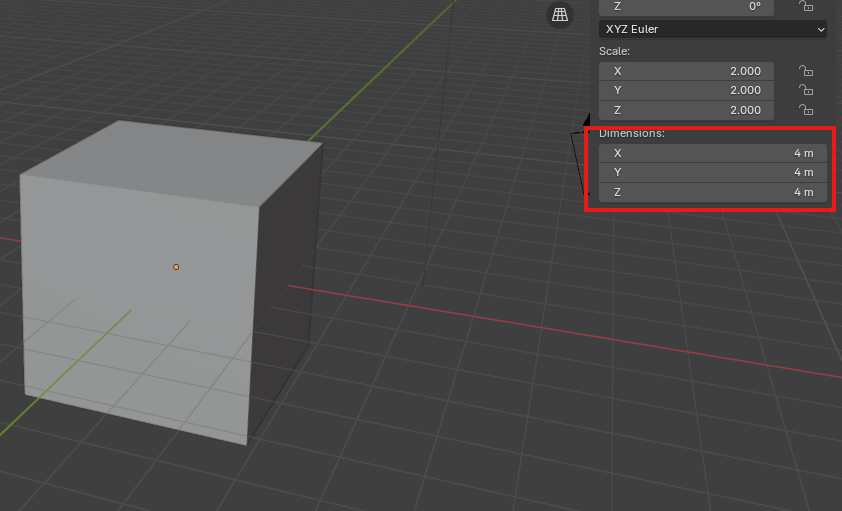 Z 0°
XYZ Euler
Scale:
X 2.000
Y 2.000
Z 2.000
Dimensions:
X 4 m
Y 4 m
Z 4 m